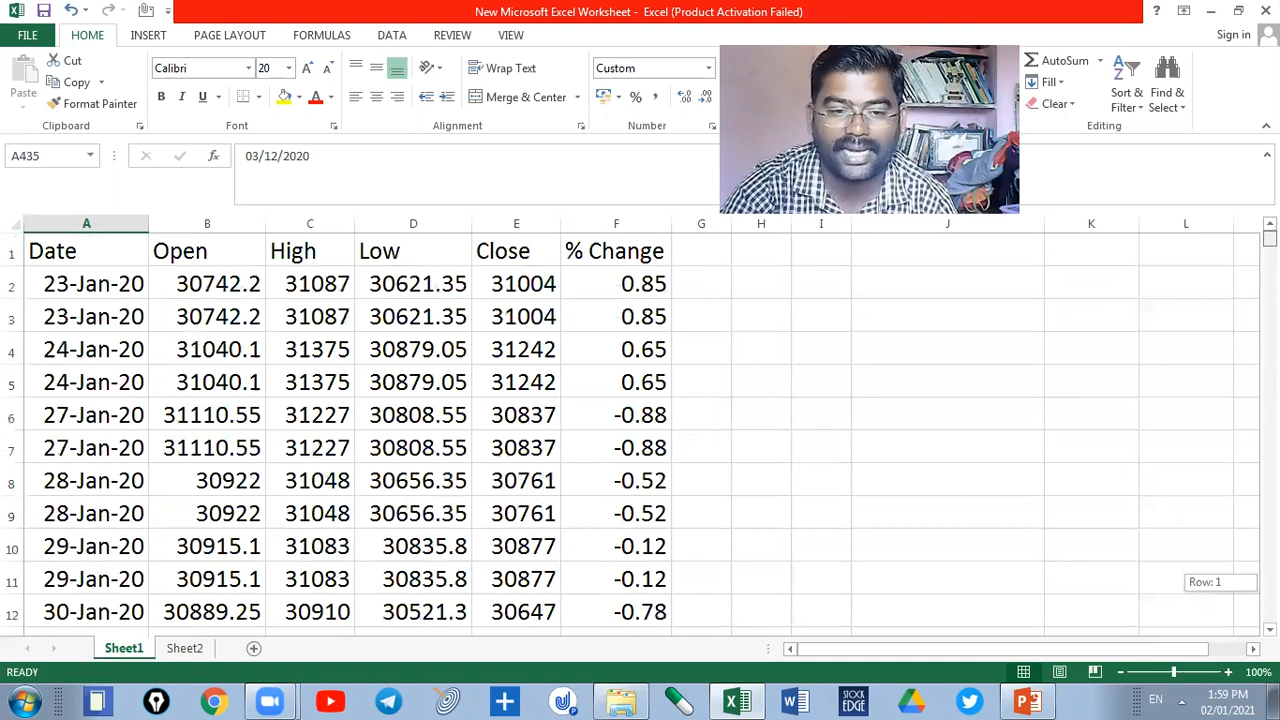 New Microsoft Excel Worksheet - Excel (Product Activation Failed)
FILE HOME INSERT PAGE LAYOUT FORMULAS DATA REVIEW VIEW Sign in
Cut
Copy
Format Painter
Paste
Clipboard
Calibri 20
B I U
Font
Wrap Text
Merge & Center
Alignment
Custom
%
Number
AutoSum
Fill
Clear
Sort & Filter
Find & Select
Editing
A435 fx 03/12/2020
A B C D E F G H I J K L
1 Date Open High Low Close % Change
2 23-Jan-20 30742.2 31087 30621.35 31004 0.85
3 23-Jan-20 30742.2 31087 30621.35 31004 0.85
4 24-Jan-20 31040.1 31375 30879.05 31242 0.65
5 24-Jan-20 31040.1 31375 30879.05 31242 0.65
6 27-Jan-20 31110.55 31227 30808.55 30837 -0.88
7 27-Jan-20 31110.55 31227 30808.55 30837 -0.88
8 28-Jan-20 30922 31048 30656.35 30761 -0.52
9 28-Jan-20 30922 31048 30656.35 30761 -0.52
10 29-Jan-20 30915.1 31083 30835.8 30877 -0.12
11 29-Jan-20 30915.1 31083 30835.8 30877 -0.12
12 30-Jan-20 30889.25 30910 30521.3 30647 -0.78
Row: 1
Sheet1 Sheet2
READY 100%
STOCK EDGE
EN 1:59 PM
02/01/2021